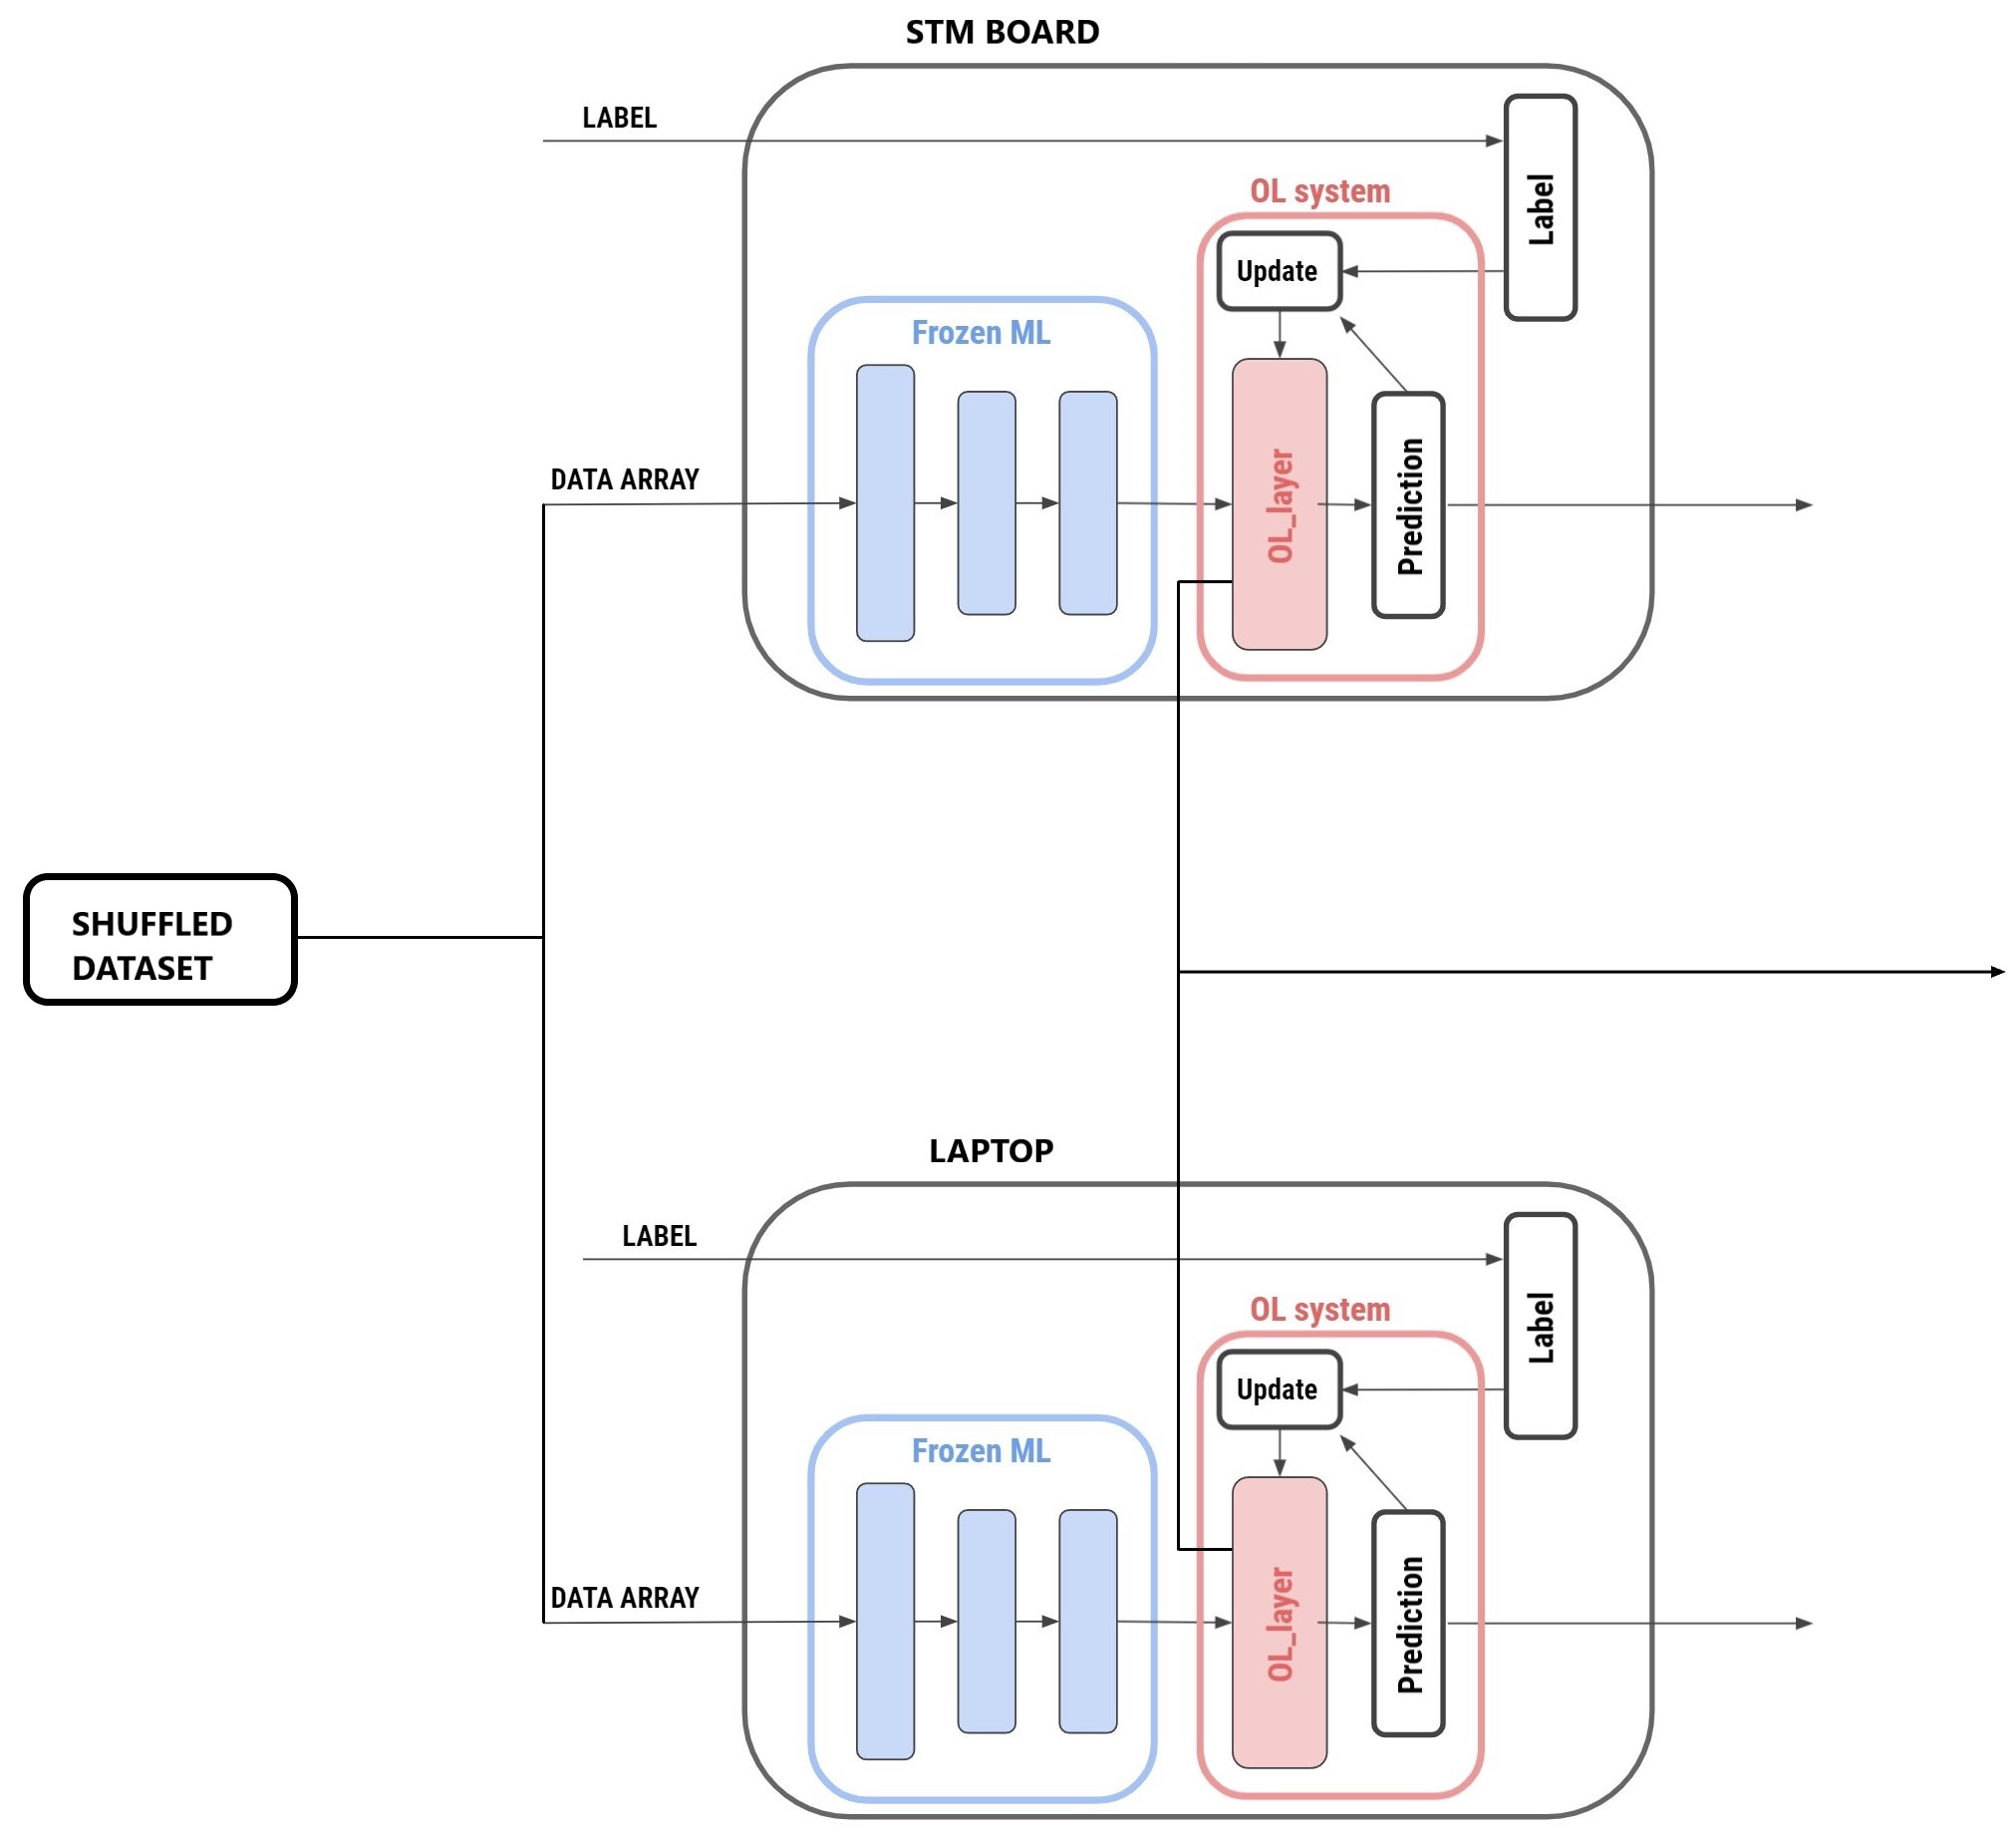 STM BOARD
LABEL
Label
OL system
Update
Frozen ML
DATA ARRAY
OL_layer
Prediction
SHUFFLED
DATASET
LAPTOP
LABEL
Label
OL system
Update
Frozen ML
DATA ARRAY
OL_layer
Prediction